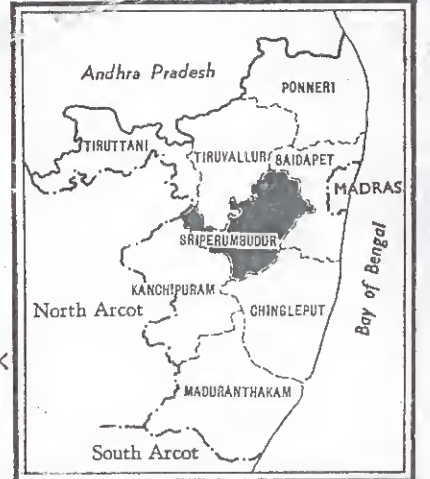 Andhra Pradesh
PONNERI
TIRUTTANI
TIRUVALLUR
SAIDAPET
MADRAS
SRIPERUMBUDUR
Bay of Bengal
KANCHIPURAM
North Arcot
CHINGLEPUT
MADURANTHAKAM
South Arcot